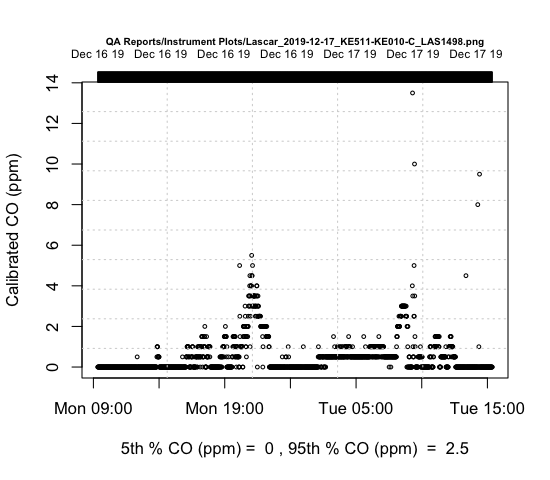 QA Reports/Instrument Plots/Lascar_2019-12-17_KE511-KE010-C_LAS1498.png
Dec 16 19 Dec 16 19 Dec 16 19 Dec 16 19 Dec 17 19 Dec 17 19 Dec 17 19
14
12
10
8
6
4
2
0
Calibrated CO (ppm)
Mon 09:00 Mon 19:00 Tue 05:00 Tue 15:00
5th % CO (ppm) = 0 , 95th % CO (ppm) = 2.5